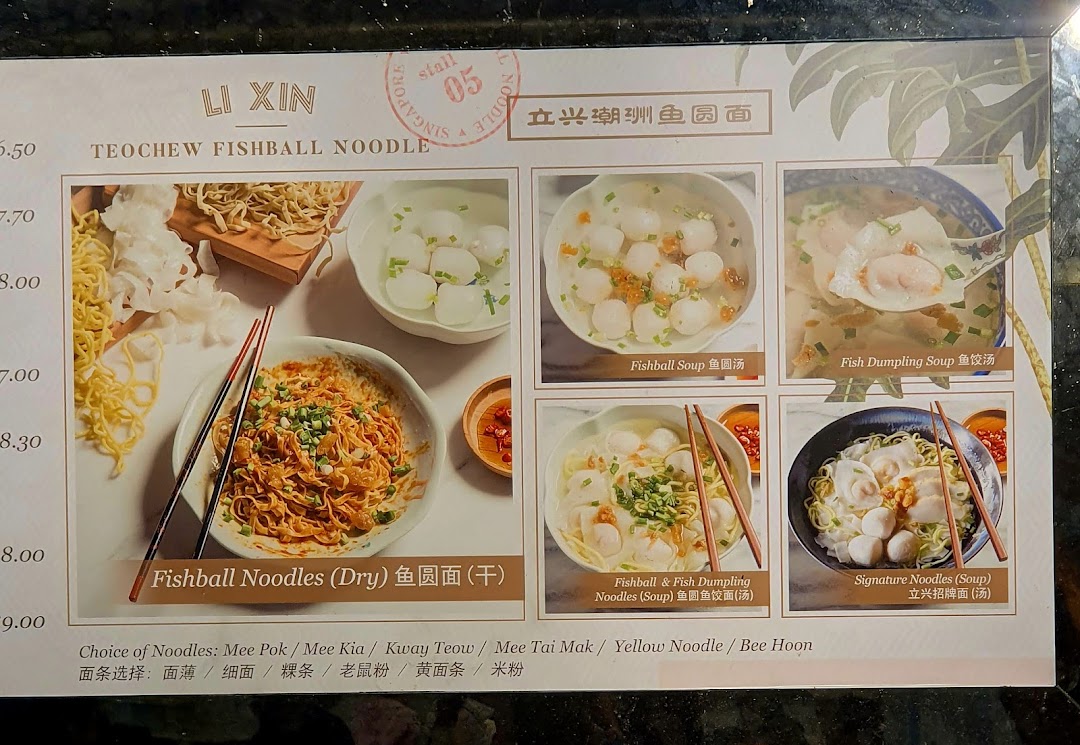 LI XIN
TEOCHEW FISHBALL NOODLE
SINGAPORE
NOODLE
stall
05
立兴潮洲鱼圆面
6.50
7.70
8.00
7.00
8.30
8.00
9.00
Fishball Noodles (Dry) 鱼圆面(干)
Fishball Soup 鱼圆汤
Fish Dumpling Soup 鱼饺汤
Fishball & Fish Dumpling
Noodles (Soup) 鱼圆鱼饺面(汤)
Signature Noodles (Soup)
立兴招牌面 (汤)
Choice of Noodles: Mee Pok / Mee Kia / Kway Teow / Mee Tai Mak / Yellow Noodle / Bee Hoon
面条选择: 面薄 / 细面 / 粿条 / 老鼠粉 / 黄面条 / 米粉